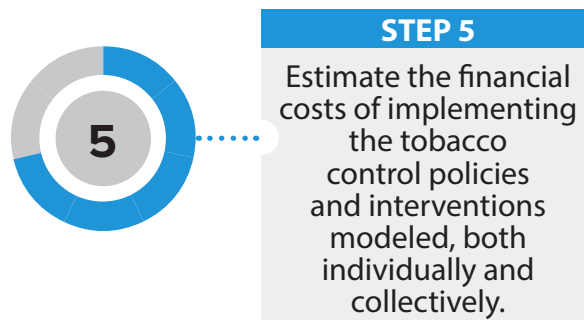 5
STEP 5
Estimate the financial
costs of implementing
the tobacco
control policies
and interventions
modeled, both
individually and
collectively.